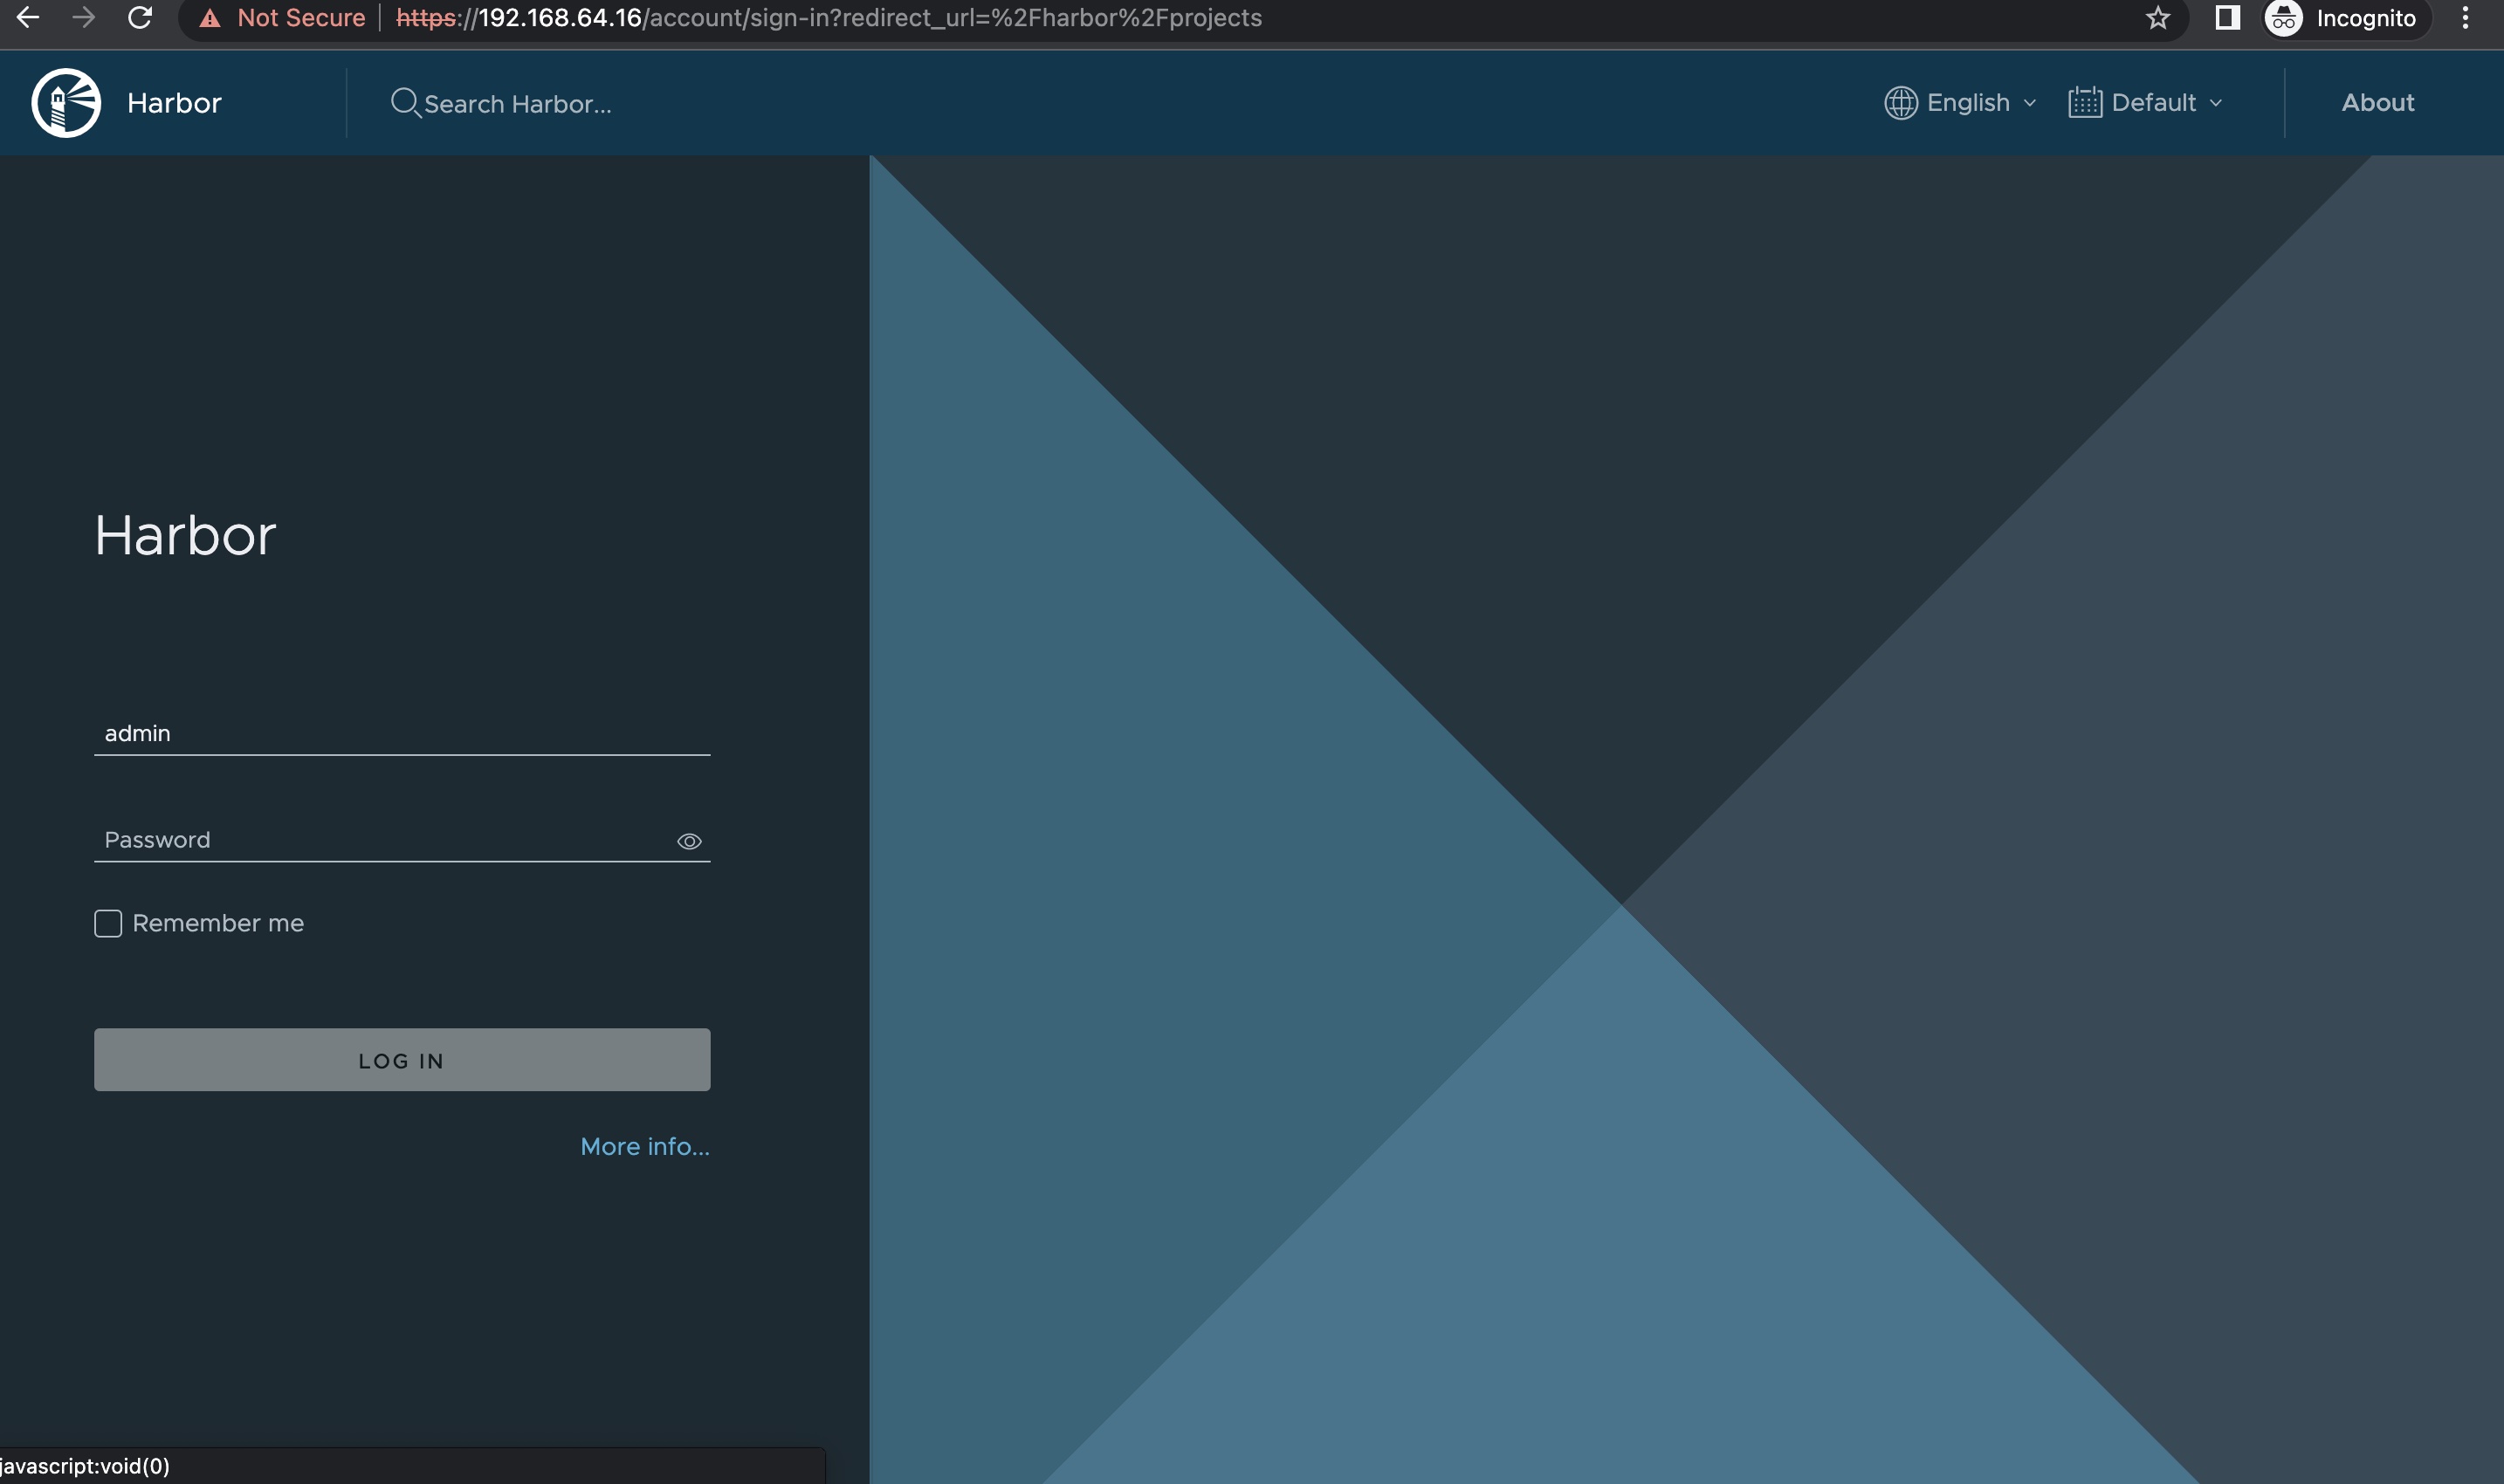 Not Secure https://192.168.64.16/account/sign-in?redirect_url=%2Fharbor%2Fprojects Incognito
Harbor Search Harbor... English Default About
Harbor
admin
Password
Remember me
LOG IN
More info...
javascript:void(0)